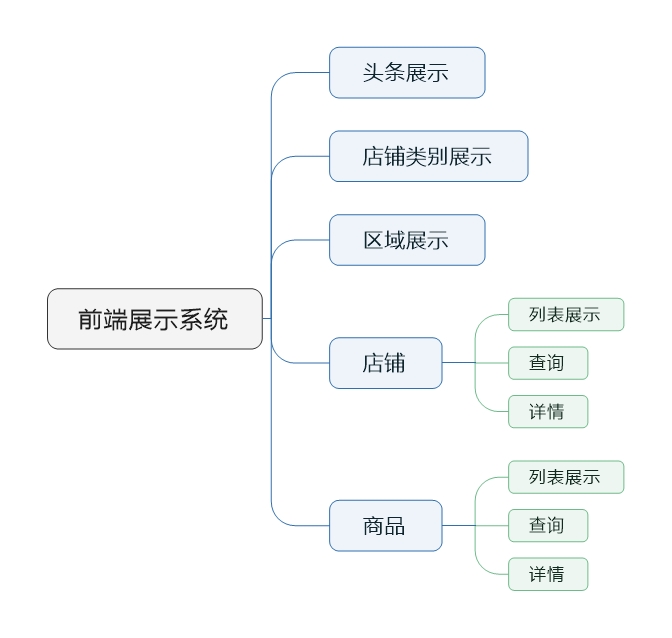 前端展示系统
头条展示
店铺类别展示
区域展示
店铺
列表展示
查询
详情
商品
列表展示
查询
详情